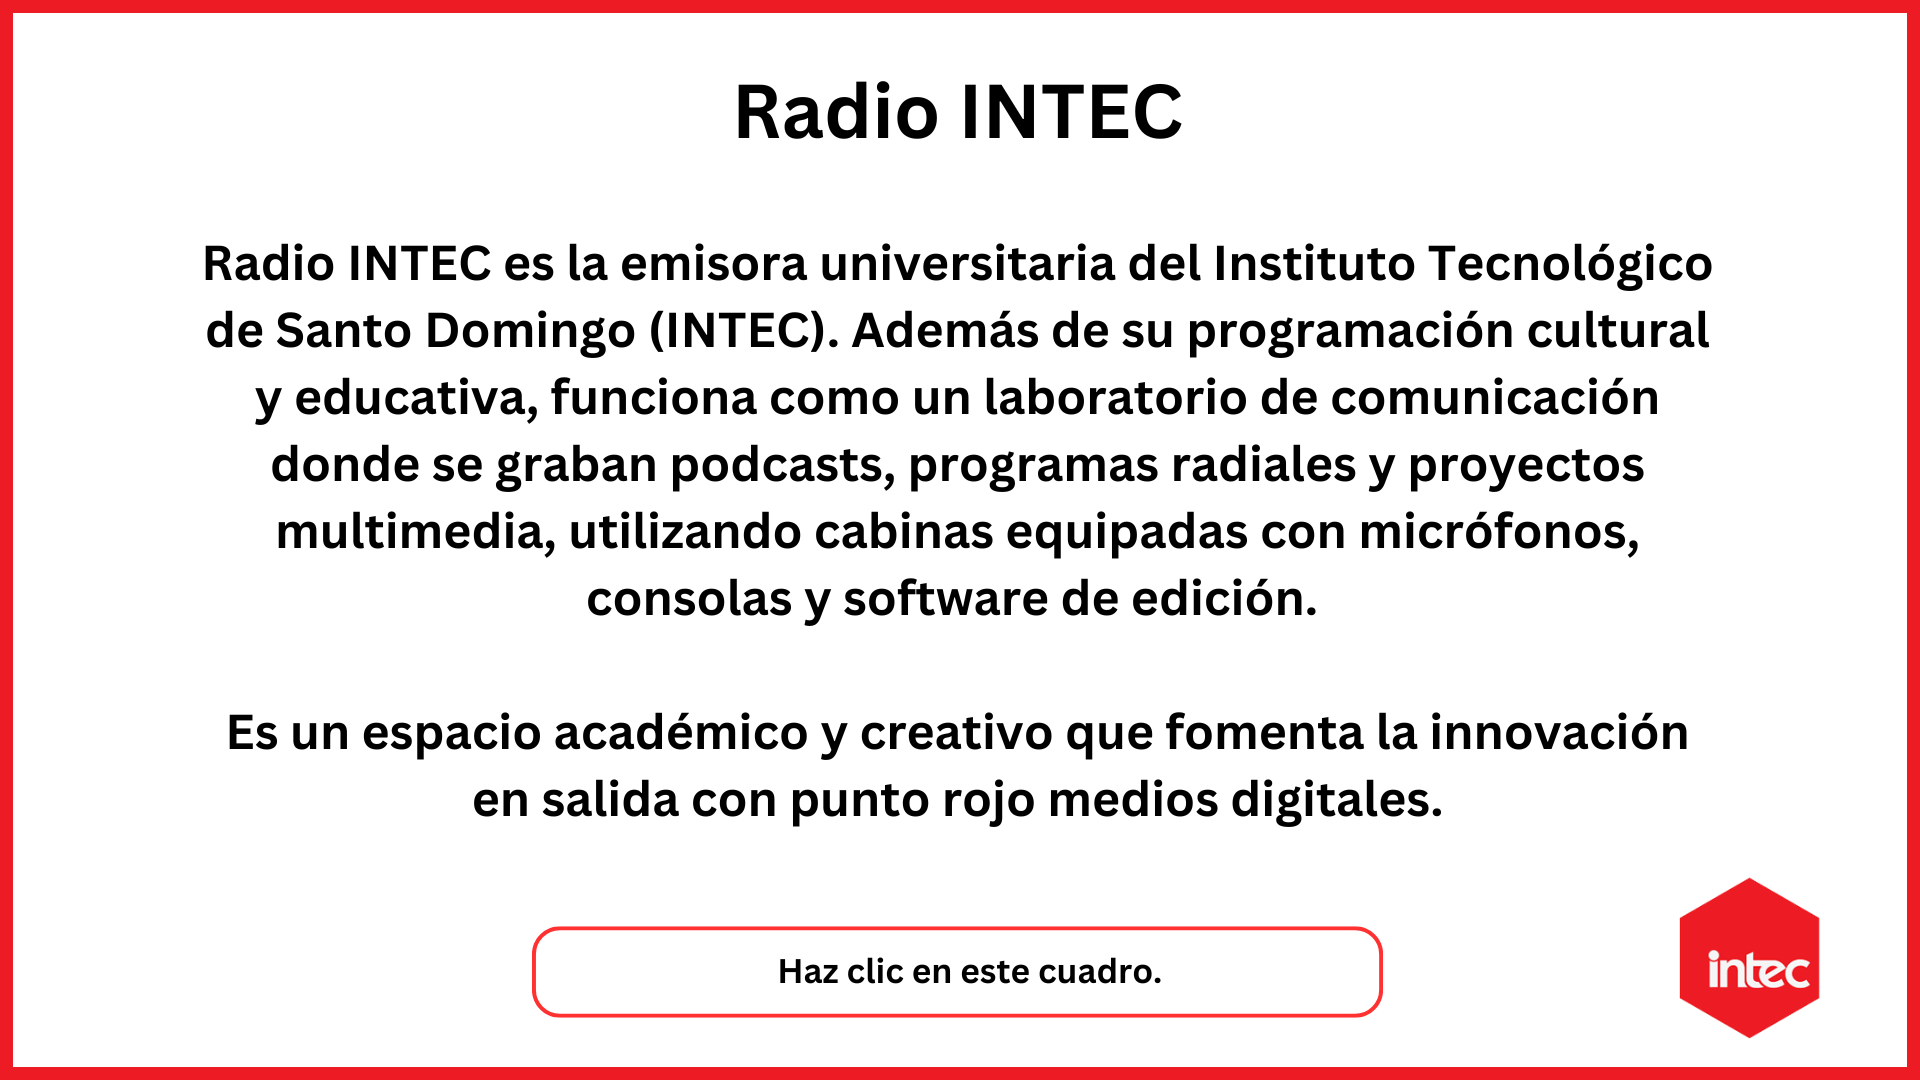 Radio INTEC
Radio INTEC es la emisora universitaria del Instituto Tecnológico
de Santo Domingo (INTEC). Además de su programación cultural
y educativa, funciona como un laboratorio de comunicación
donde se graban podcasts, programas radiales y proyectos
multimedia, utilizando cabinas equipadas con micrófonos,
consolas y software de edición.
Es un espacio académico y creativo que fomenta la innovación
en salida con punto rojo medios digitales.
Haz clic en este cuadro.
intec